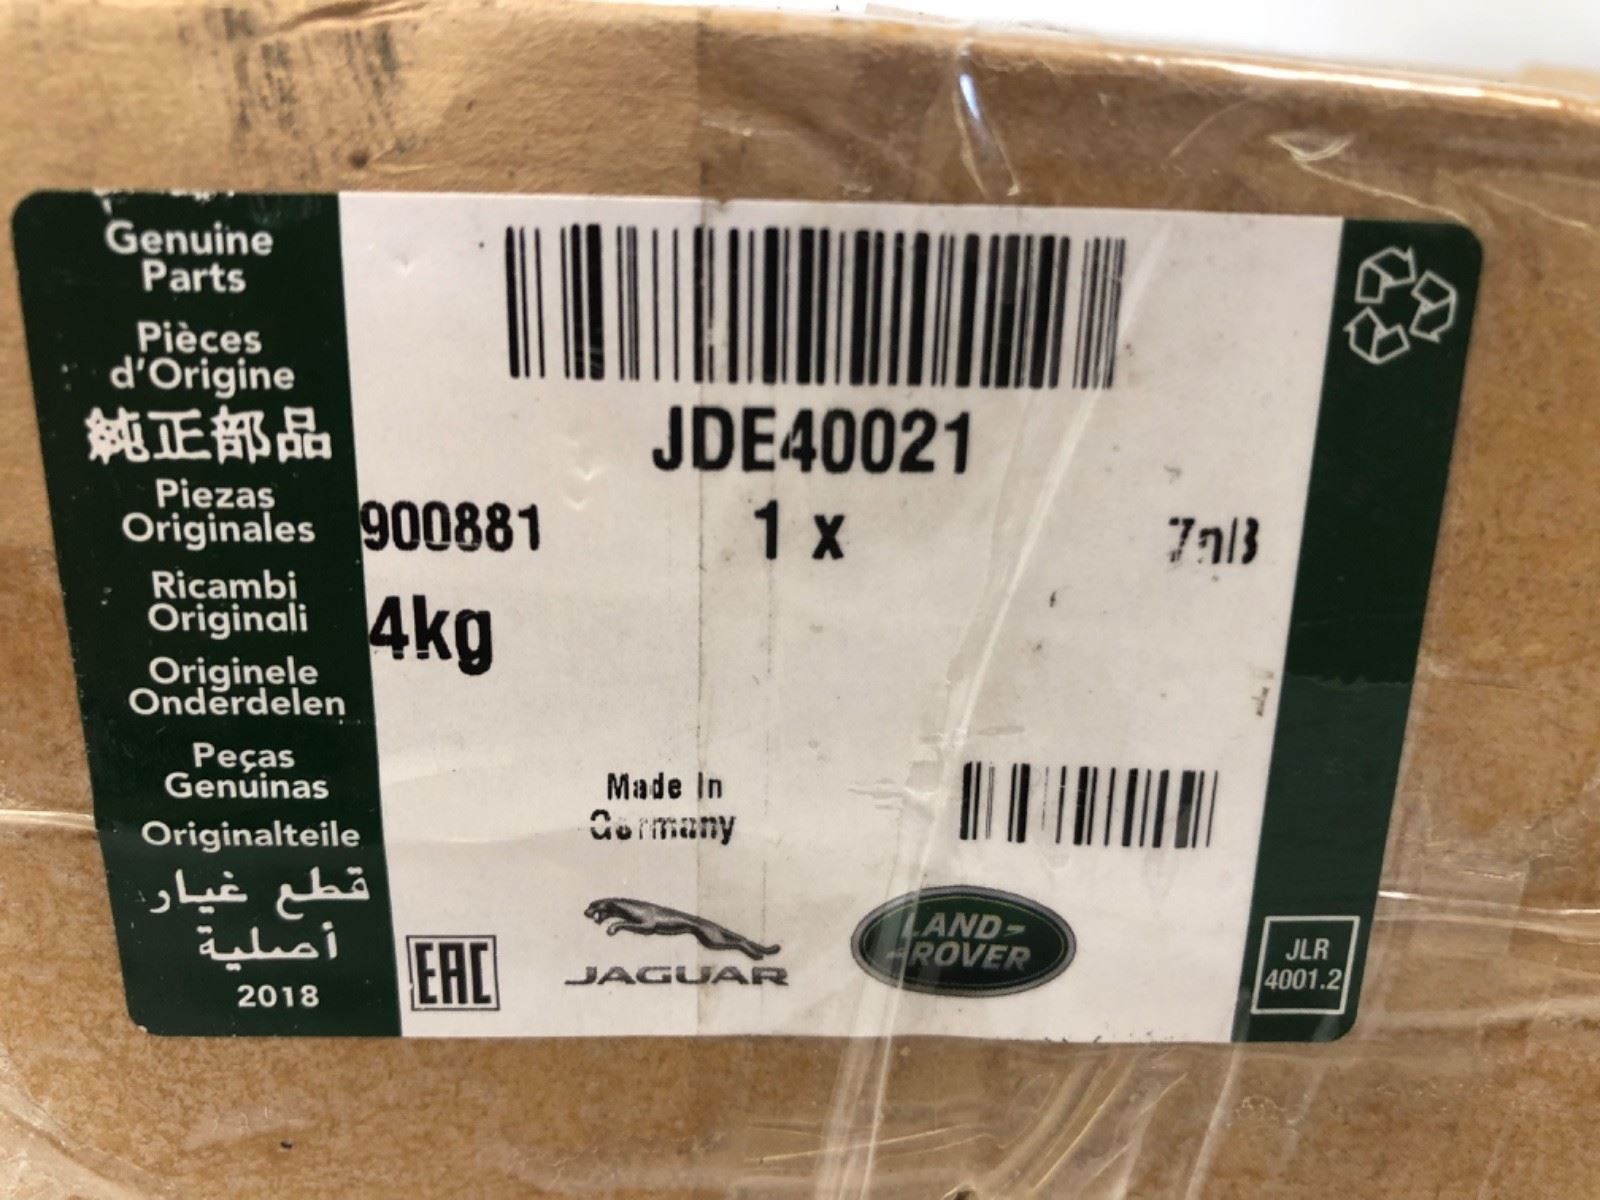 Genuine
Parts
Pièces
d'Origine
純正部品
Piezas
Originales
Ricambi
Originali
Originele
Onderdelen
Peças
Genuinas
Originalteile
قطع غيار
أصلية
2018
JDE40021
900881
1 x
4kg
Made In
Germany
EAC
JAGUAR
LAND-
-ROVER
JLR
4001.2